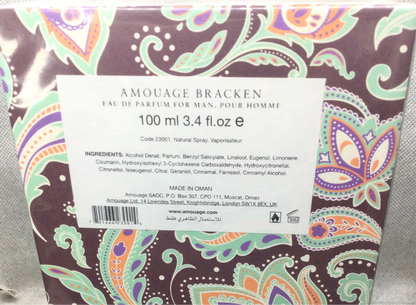 AMOUAGE BRACKEN
EAU DE PARFUM FOR MAN, POUR HOMME
100 ml 3.4 fl.oz e
Code 23001, Natural Spray, Vaporisateur
INGREDIENTS: Alcohol Denat, Parfum, Benzyl Salicylate, Linalool, Eugenol, Limonene,
Coumarin, Hydroxyisohexyl 3-Cyclohexene Carboxaldehyde, Hydroxycitronellal,
Citronellol, Isoeugenol, Citral, Geraniol, Cinnamal, Farnesol, Cinnamyl Alcohol.
MADE IN OMAN
Amouage SAOC, P.O. Box 307, CPO 111, Muscat, Oman
Amouage Ltd, 14 Lowndes Street, Knightsbridge, London SW1X 9EX, UK
www.amouage.com
للاستعمال الظاهري فقط